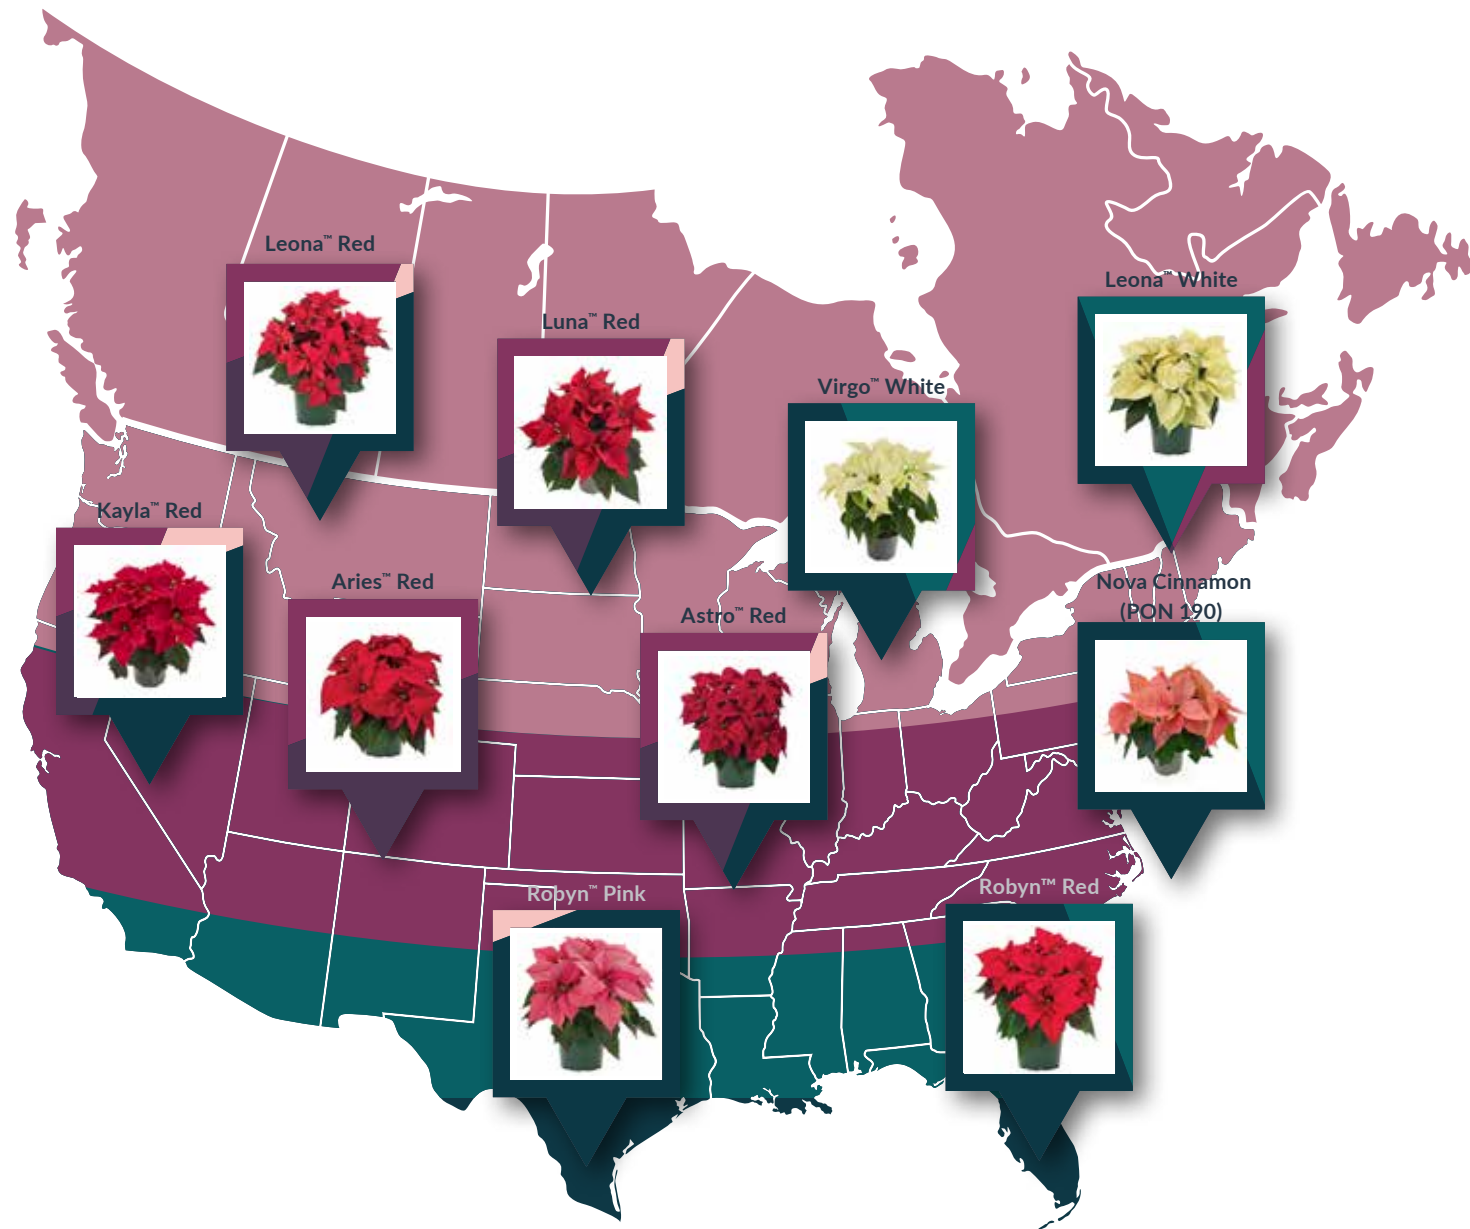 Leona™ Red
Leona™ White
Luna™ Red
Virgo™ White
Kayla™ Red
Aries™ Red
Nova Cinnamon
(PON 190)
Astro™ Red
Robyn™ Pink
Robyn™ Red